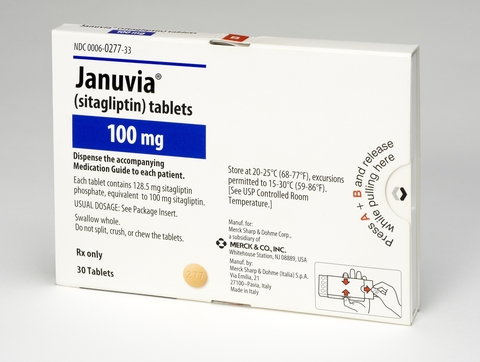 NDC 0006-0277-33
Januvia®
(sitagliptin) tablets
100 mg
Dispense the accompanying
Medication Guide to each patient.
Each tablet contains 128.5 mg sitagliptin
phosphate, equivalent to 100 mg sitagliptin.
USUAL DOSAGE: See Package Insert.
Swallow whole.
Do not split, crush, or chew the tablets.
Rx only
30 Tablets
277
Store at 20-25°C (68-77°F), excursions
permitted to 15-30°C (59-86°F).
[See USP Controlled Room
Temperature.]
Manuf. for:
Merck Sharp & Dohme Corp.,
a subsidiary of
MERCK & CO., INC.
Whitehouse Station, NJ 08889, USA
Manuf. by:
Merck Sharp & Dohme (Italia) S.p.A.
Via Emilia, 21
27100–Pavia, Italy
Made in Italy
Press A + B and release
while pulling here
B